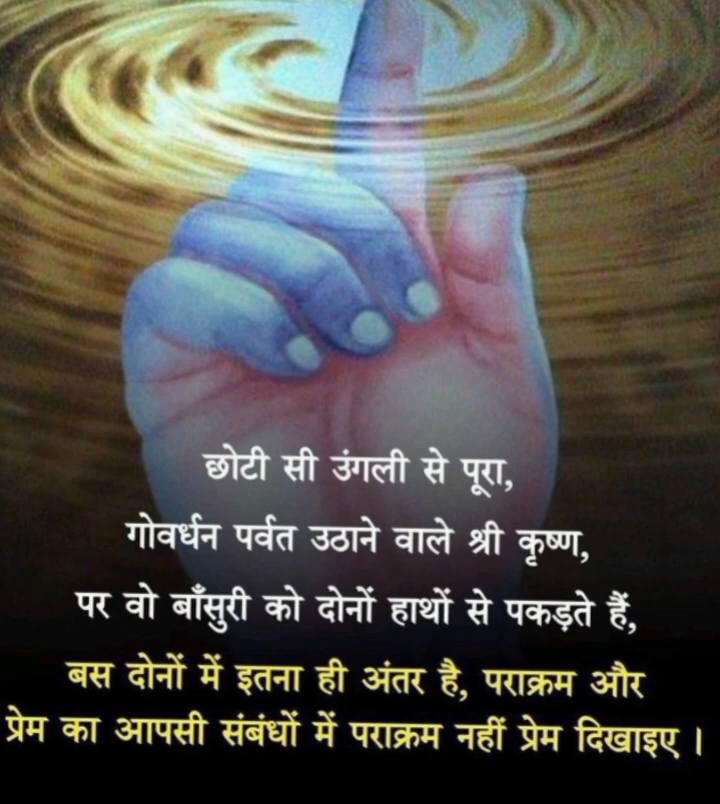 छोटी सी उंगली से पूरा,
गोवर्धन पर्वत उठाने वाले श्री कृष्ण,
पर वो बाँसुरी को दोनों हाथों से पकड़ते हैं,
बस दोनों में इतना ही अंतर है, पराक्रम और
प्रेम का आपसी संबंधों में पराक्रम नहीं प्रेम दिखाइए ।